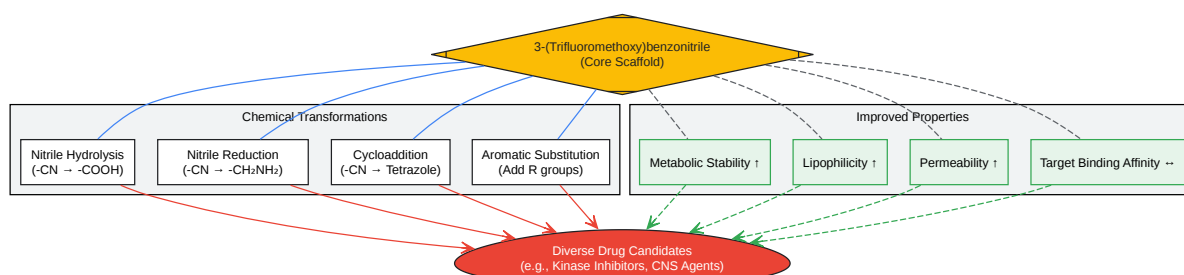 3-(Trifluoromethoxy)benzonitrile
(Core Scaffold)
Chemical Transformations
Improved Properties
Nitrile Hydrolysis
(-CN → -COOH)
Nitrile Reduction
(-CN → -CH₂NH₂)
Cycloaddition
(-CN → Tetrazole)
Aromatic Substitution
(Add R groups)
Metabolic Stability ↑
Lipophilicity ↑
Permeability ↑
Target Binding Affinity ↔
Diverse Drug Candidates
(e.g., Kinase Inhibitors, CNS Agents)